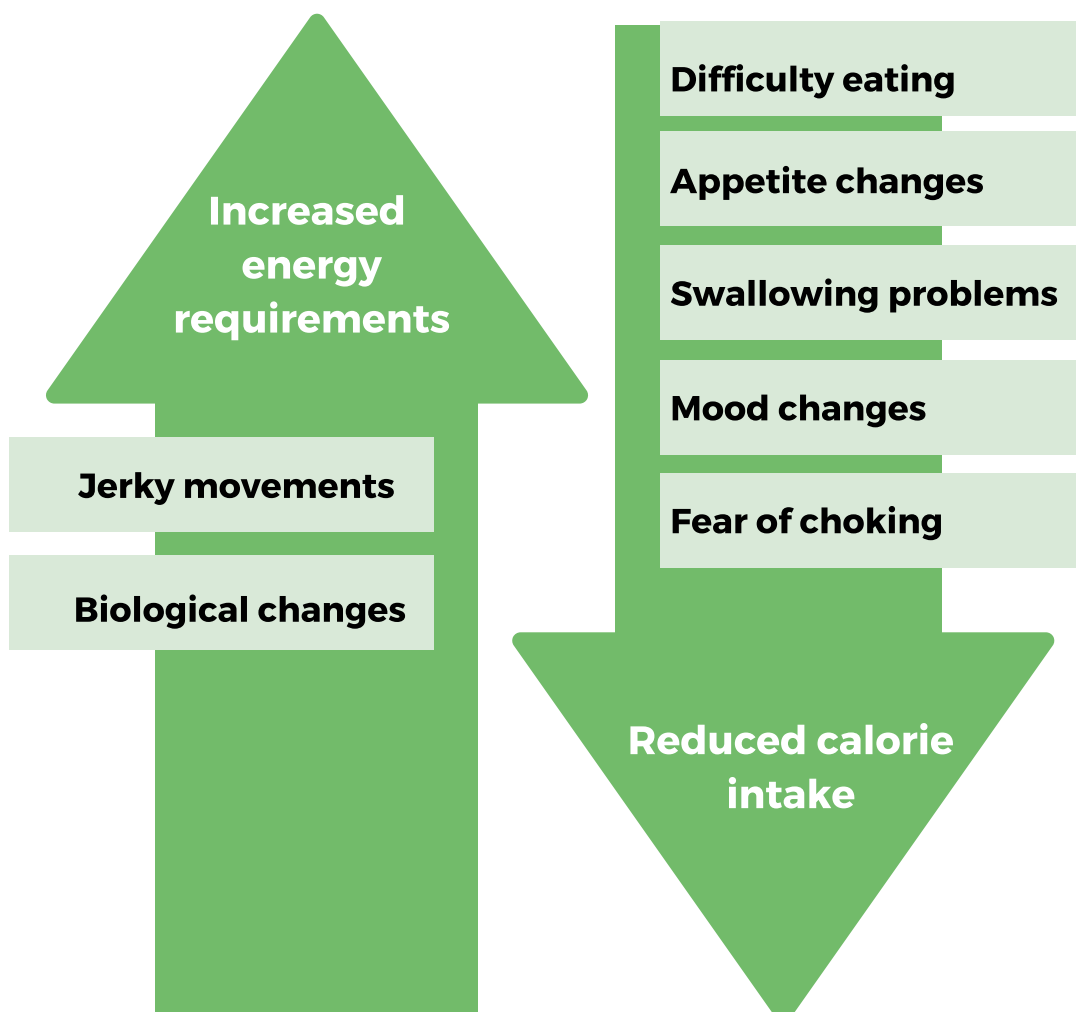 Increased
energy
requirements
Jerky movements
Biological changes
Difficulty eating
Appetite changes
Swallowing problems
Mood changes
Fear of choking
Reduced calorie
intake